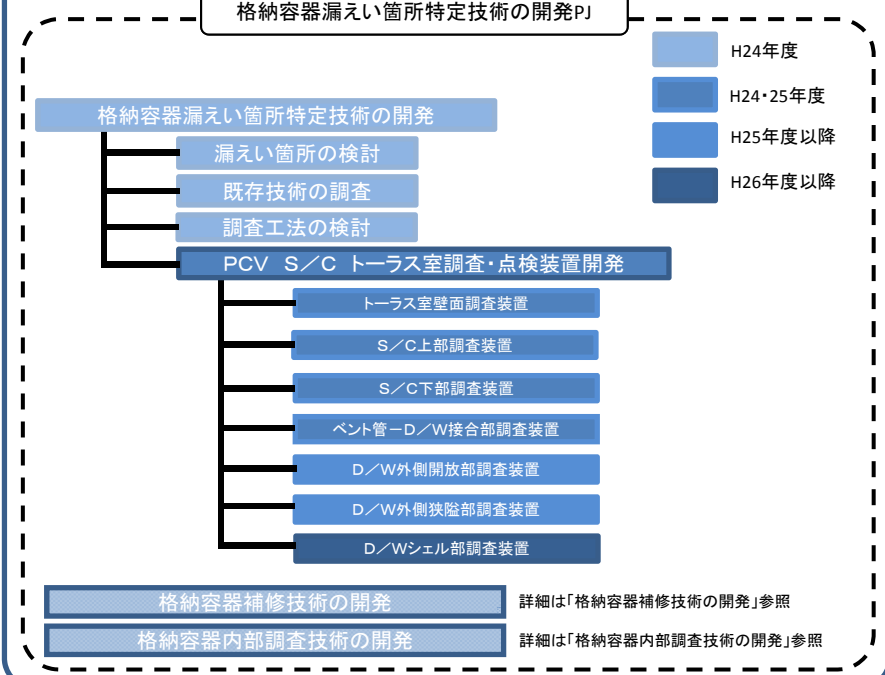 格納容器漏えい箇所特定技術の開発PJ
H24年度
H24・25年度
H25年度以降
H26年度以降
格納容器漏えい箇所特定技術の開発
漏えい箇所の検討
既存技術の調査
調査工法の検討
PCV S／C トーラス室調査・点検装置開発
トーラス室壁面調査装置
S／C上部調査装置
S／C下部調査装置
ベント管－D／W接合部調査装置
D／W外側開放部調査装置
D／W外側狭隘部調査装置
D／Wシェル部調査装置
格納容器補修技術の開発
詳細は「格納容器補修技術の開発」参照
格納容器内部調査技術の開発
詳細は「格納容器内部調査技術の開発」参照